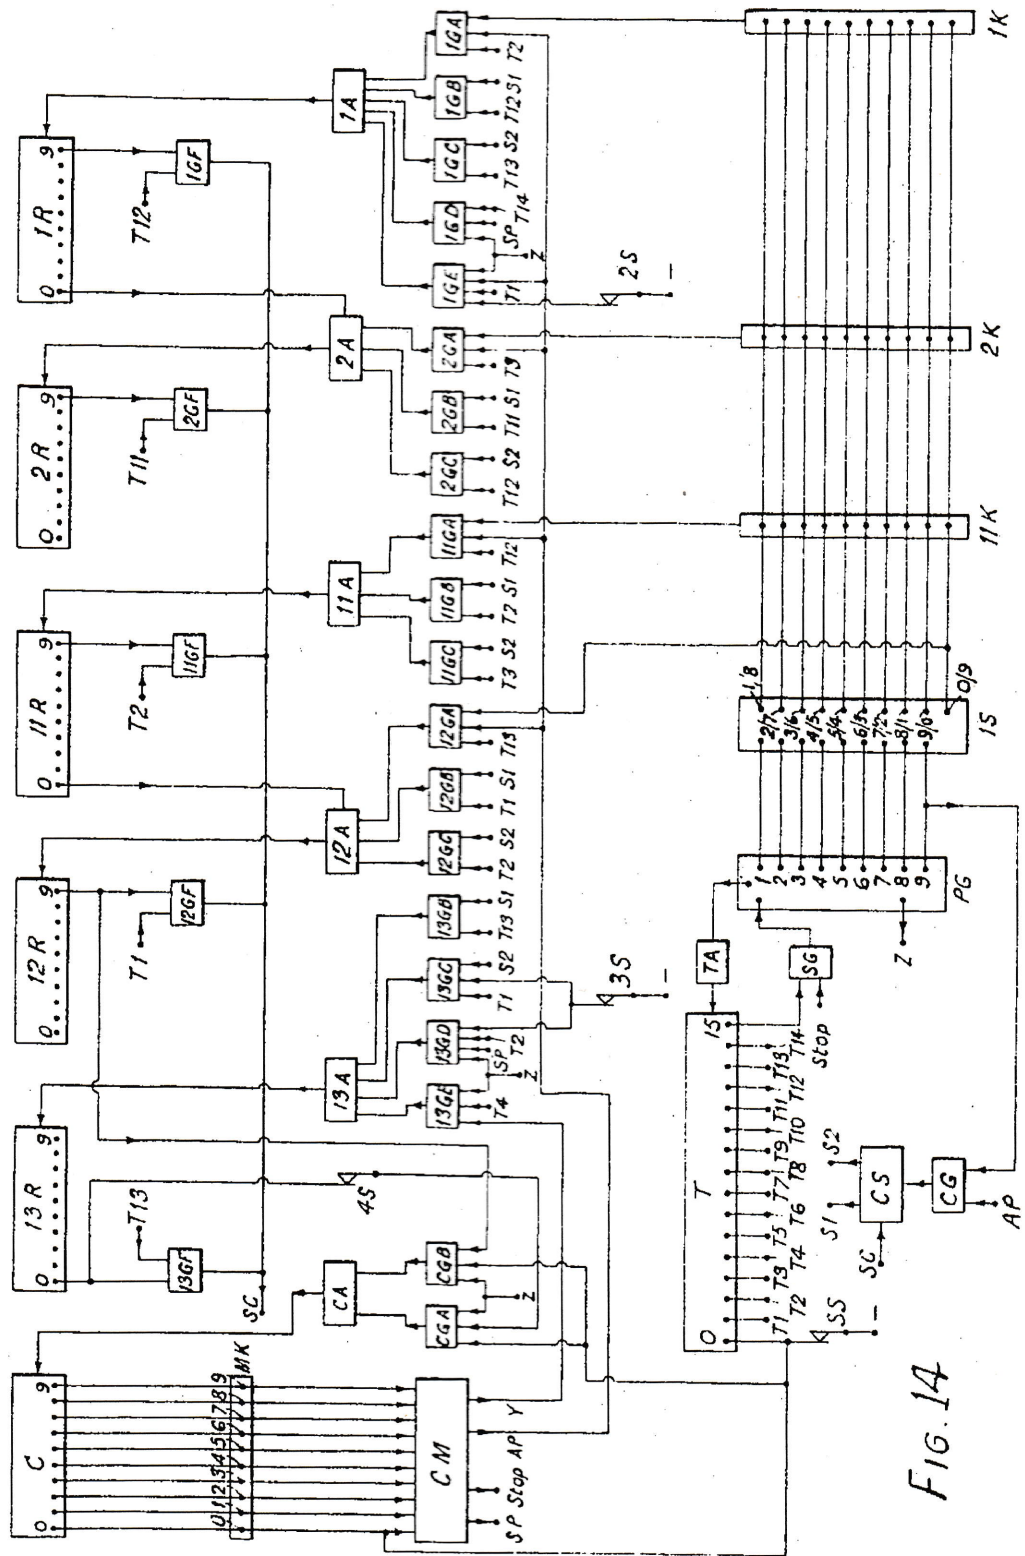 C
0 9
13R
0 9
12R
0 9
11R
0 9
2R
0 9
1R
0 9
T13
13GF
T1
12GF
T2
11GF
T11
2GF
T12
1GF
SC
MK
0 1 2 3 4 5 6 7 8 9
CA
4S
13A
12A
11A
2A
1A
CM
SP Stop AP Y
CGA
CGB
Z
13GE
13GD
13GC
13GB
12GC
12GB
12GA
11GC
11GB
11GA
2GC
2GB
2GA
1GE
1GD
1GC
1GB
1GA
T4
Z
SP
T2
T1 S2
T13 S1
T2 S2
T1 S1
T13
T3 S2
T2 S1
T12
T12 S2
T11 S1
T3
T1
Z
SP
T14
T13 S2
T12 S1
T2
3S
–
2S
–
T
0 15
T1 T2 T3 T4 T5 T6 T7 T8 T9 T10 T11 T12 T13 T14
TA
SG
Stop
SS
–
S1 S2
CS
SC
CG
AP
PG
1
2
3
4
5
6
7
8
9
Z
1S
1/8
2/7
3/6
4/5
5/4
6/3
7/2
8/1
9/0
0/9
11K
2K
1K
FIG. 14